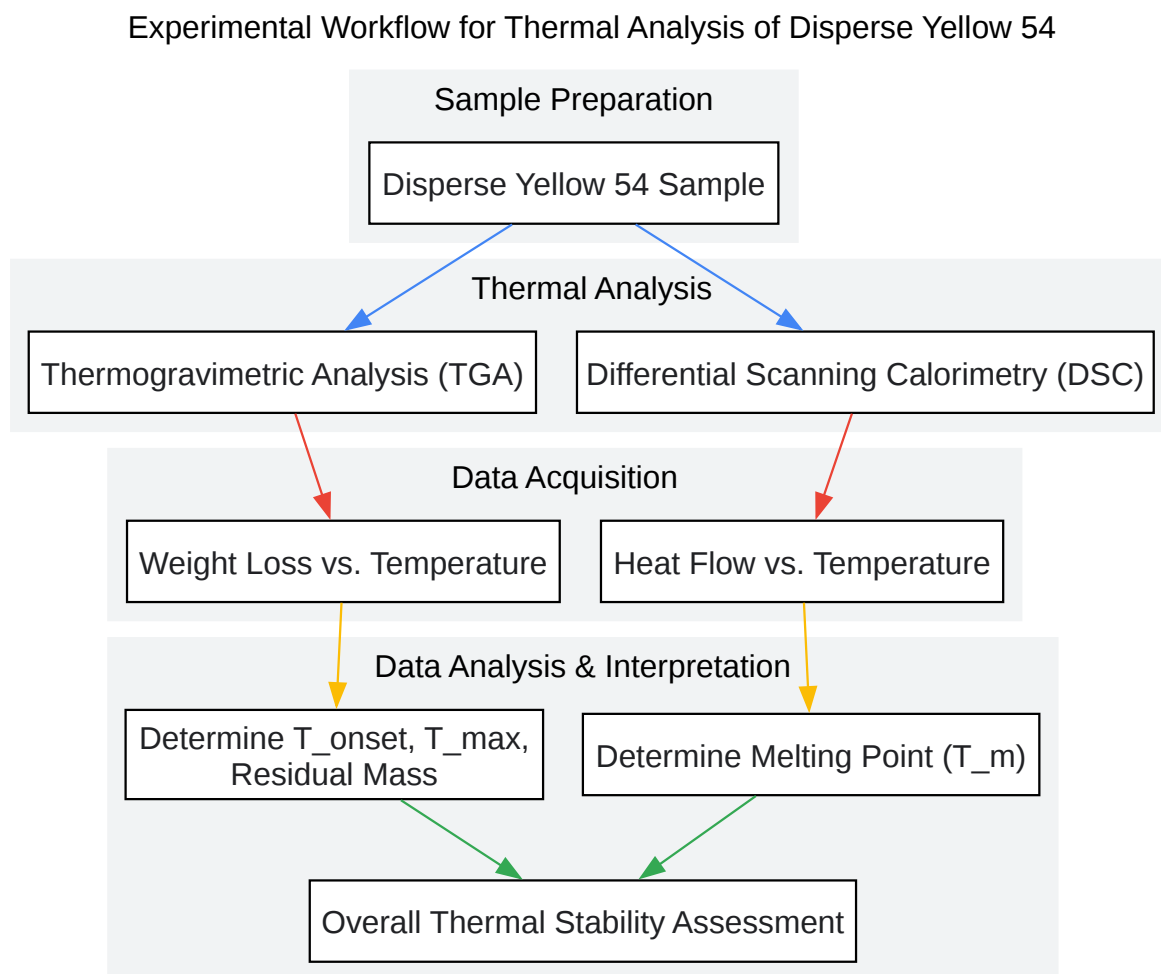 Experimental Workflow for Thermal Analysis of Disperse Yellow 54
Sample Preparation
Disperse Yellow 54 Sample
Thermal Analysis
Thermogravimetric Analysis (TGA)
Differential Scanning Calorimetry (DSC)
Data Acquisition
Weight Loss vs. Temperature
Heat Flow vs. Temperature
Data Analysis & Interpretation
Determine T_onset, T_max,
Residual Mass
Determine Melting Point (T_m)
Overall Thermal Stability Assessment